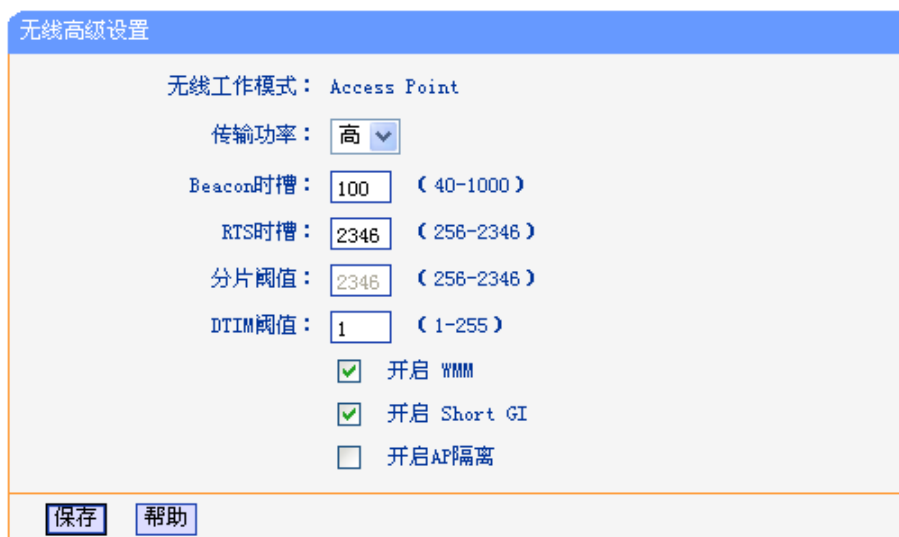 无线高级设置
无线工作模式： Access Point
传输功率： 高
Beacon时槽： 100 （40-1000）
RTS时槽： 2346 （256-2346）
分片阈值： 2346 （256-2346）
DTIM阈值： 1 （1-255）
开启 WMM
开启 Short GI
开启AP隔离
保存 帮助